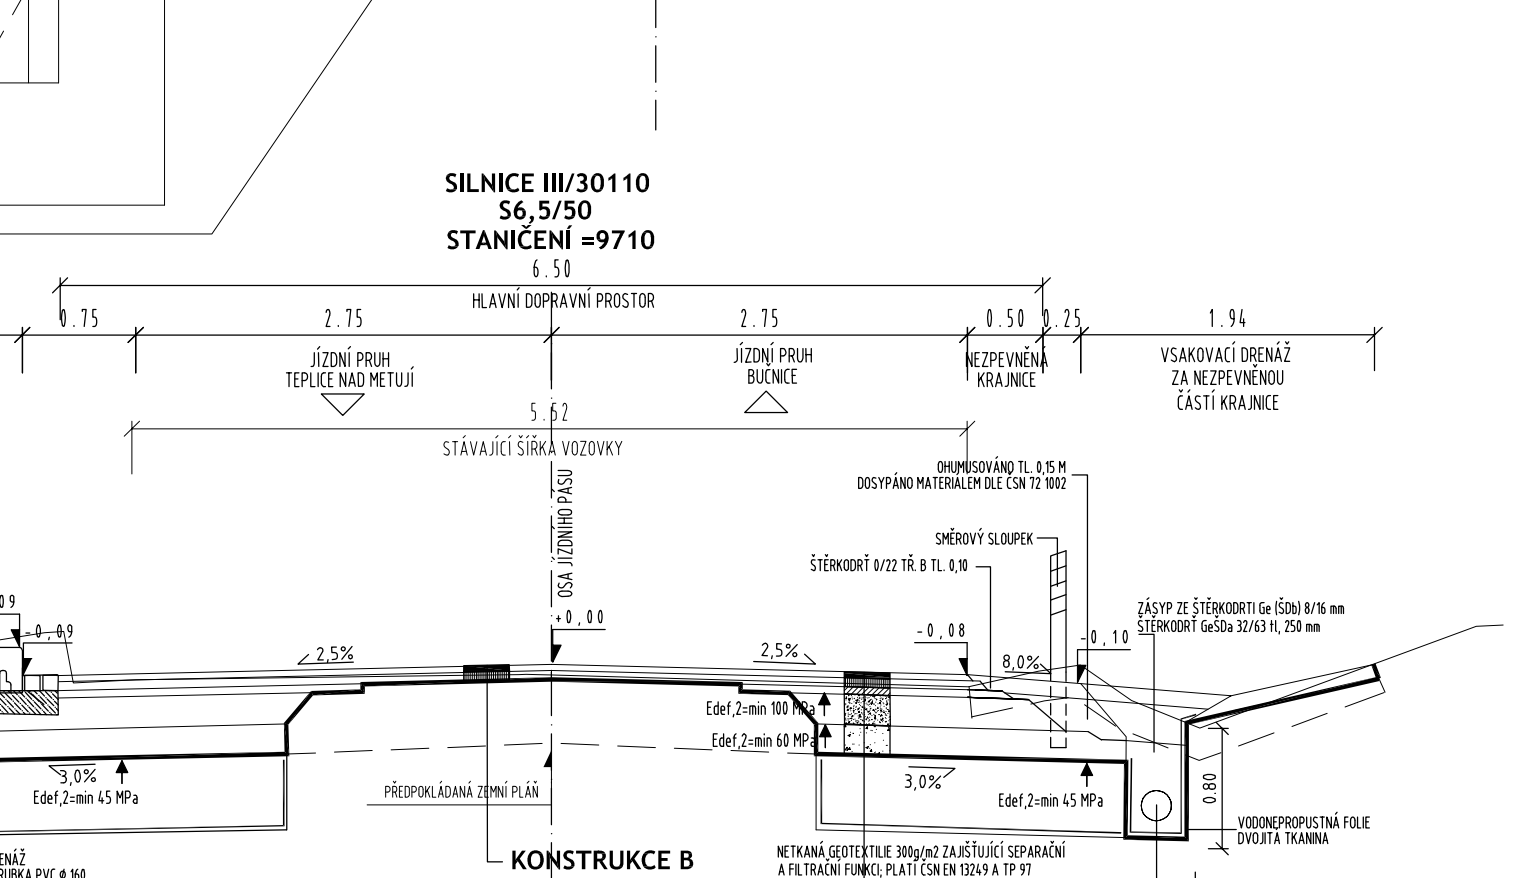 SILNICE III/30110
S6,5/50
STANIČENÍ =9710
6.50
HLAVNÍ DOPRAVNÍ PROSTOR
0.75
2.75
2.75
0.50
0.25
1.94
JÍZDNÍ PRUH
TEPLICE NAD METUJÍ
JÍZDNÍ PRUH
BUČNICE
NEZPEVNĚNÁ
KRAJNICE
VSAKOVACÍ DRENÁŽ
ZA NEZPEVNĚNOU
ČÁSTÍ KRAJNICE
5.52
STÁVAJÍCÍ ŠÍŘKA VOZOVKY
OSA JÍZDNÍHO PÁSU
OHUMUSOVÁNO TL. 0,15 M
DOSYPÁNO MATERIÁLEM DLE ČSN 72 1002
SMĚROVÝ SLOUPEK
ŠTĚRKODRŤ 0/22 TŘ. B TL. 0,10
ZÁSYP ZE ŠTĚRKODRTI Ge (ŠDb) 8/16 mm
ŠTĚRKODRŤ GeŠDa 32/63 tl, 250 mm
09
-0,09
+0,00
-0,08
-0,10
2,5%
2,5%
8,0%
Edef,2=min 100 MPa
Edef,2=min 60 MPa
3,0%
Edef,2=min 45 MPa
PŘEDPOKLÁDANÁ ZEMNÍ PLÁŇ
3,0%
Edef,2=min 45 MPa
0.80
VODONEPROPUSTNÁ FOLIE
DVOJITÁ TKANINA
KONSTRUKCE B
NETKANÁ GEOTEXTILIE 300g/m2 ZAJIŠŤUJÍCÍ SEPARAČNÍ
A FILTRAČNÍ FUNKCI; PLATÍ ČSN EN 13249 A TP 97
ENÁŽ
RUBKA PVC ø 160